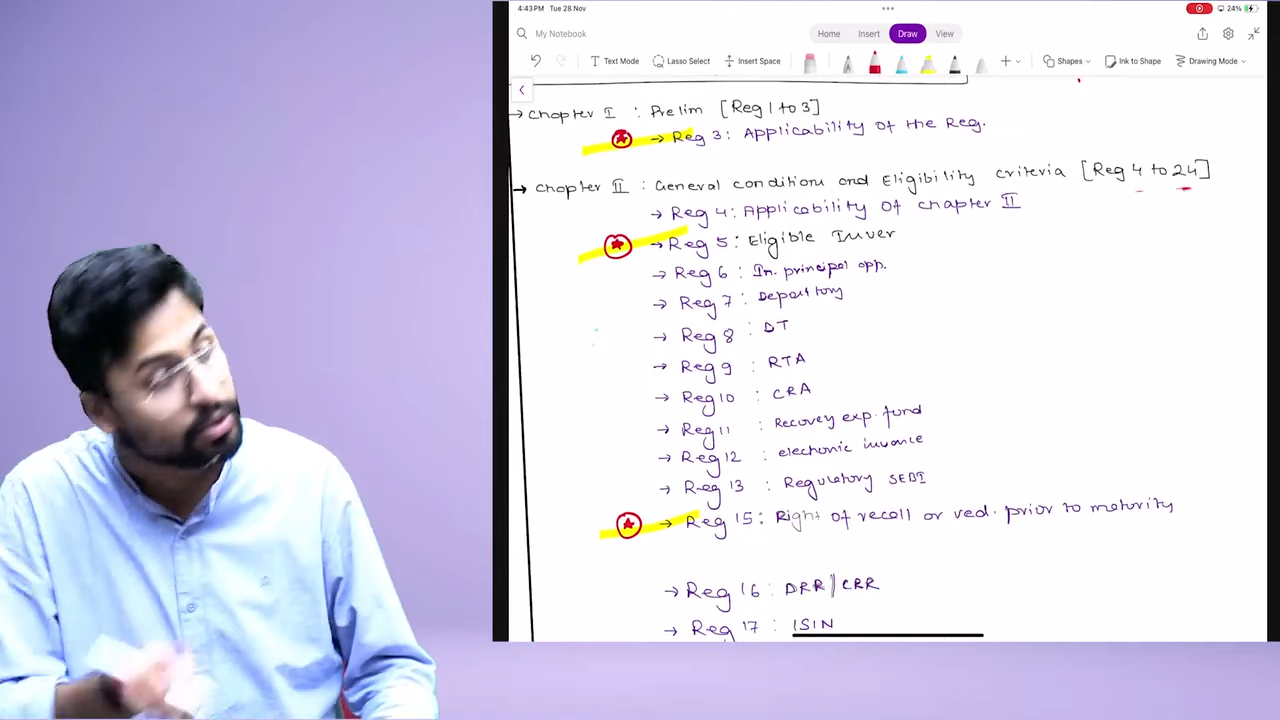 4:43 PM Tue 28 Nov
24%
My Notebook
Home Insert Draw View
Text Mode Lasso Select Insert Space Shapes Ink to Shape Drawing Mode
→ Chapter I : Prelim [Reg 1 to 3]
→ Reg 3: Applicability of the Reg.
→ Chapter II : General conditions and Eligibility criteria [Reg 4 to 24]
→ Reg 4: Applicability of chapter II
→ Reg 5: Eligible
→ Reg 6 : In. principal app.
→ Reg 7 : Depository
→ Reg 8 : DT
→ Reg 9 : RTA
→ Reg 10 : CRA
→ Reg 11 : Recovery exp. fund
→ Reg 12 : electronic
→ Reg 13 : Regulatory SEBI
→ Reg 15: Right of recall or red. prior to maturity
→ Reg 16 : DRR|CRR
→ Reg 17 : ISIN